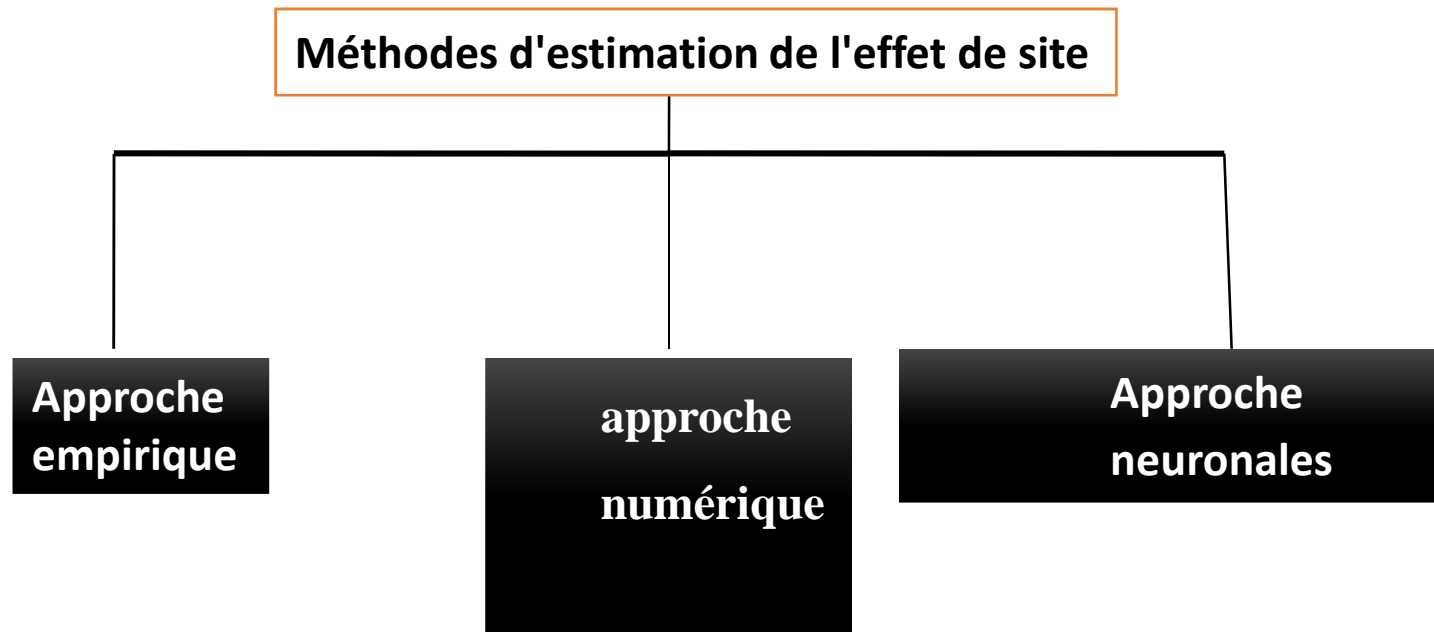 Méthodes d'estimation de l'effet de site
Approche
empirique
approche
numérique
Approche
neuronales